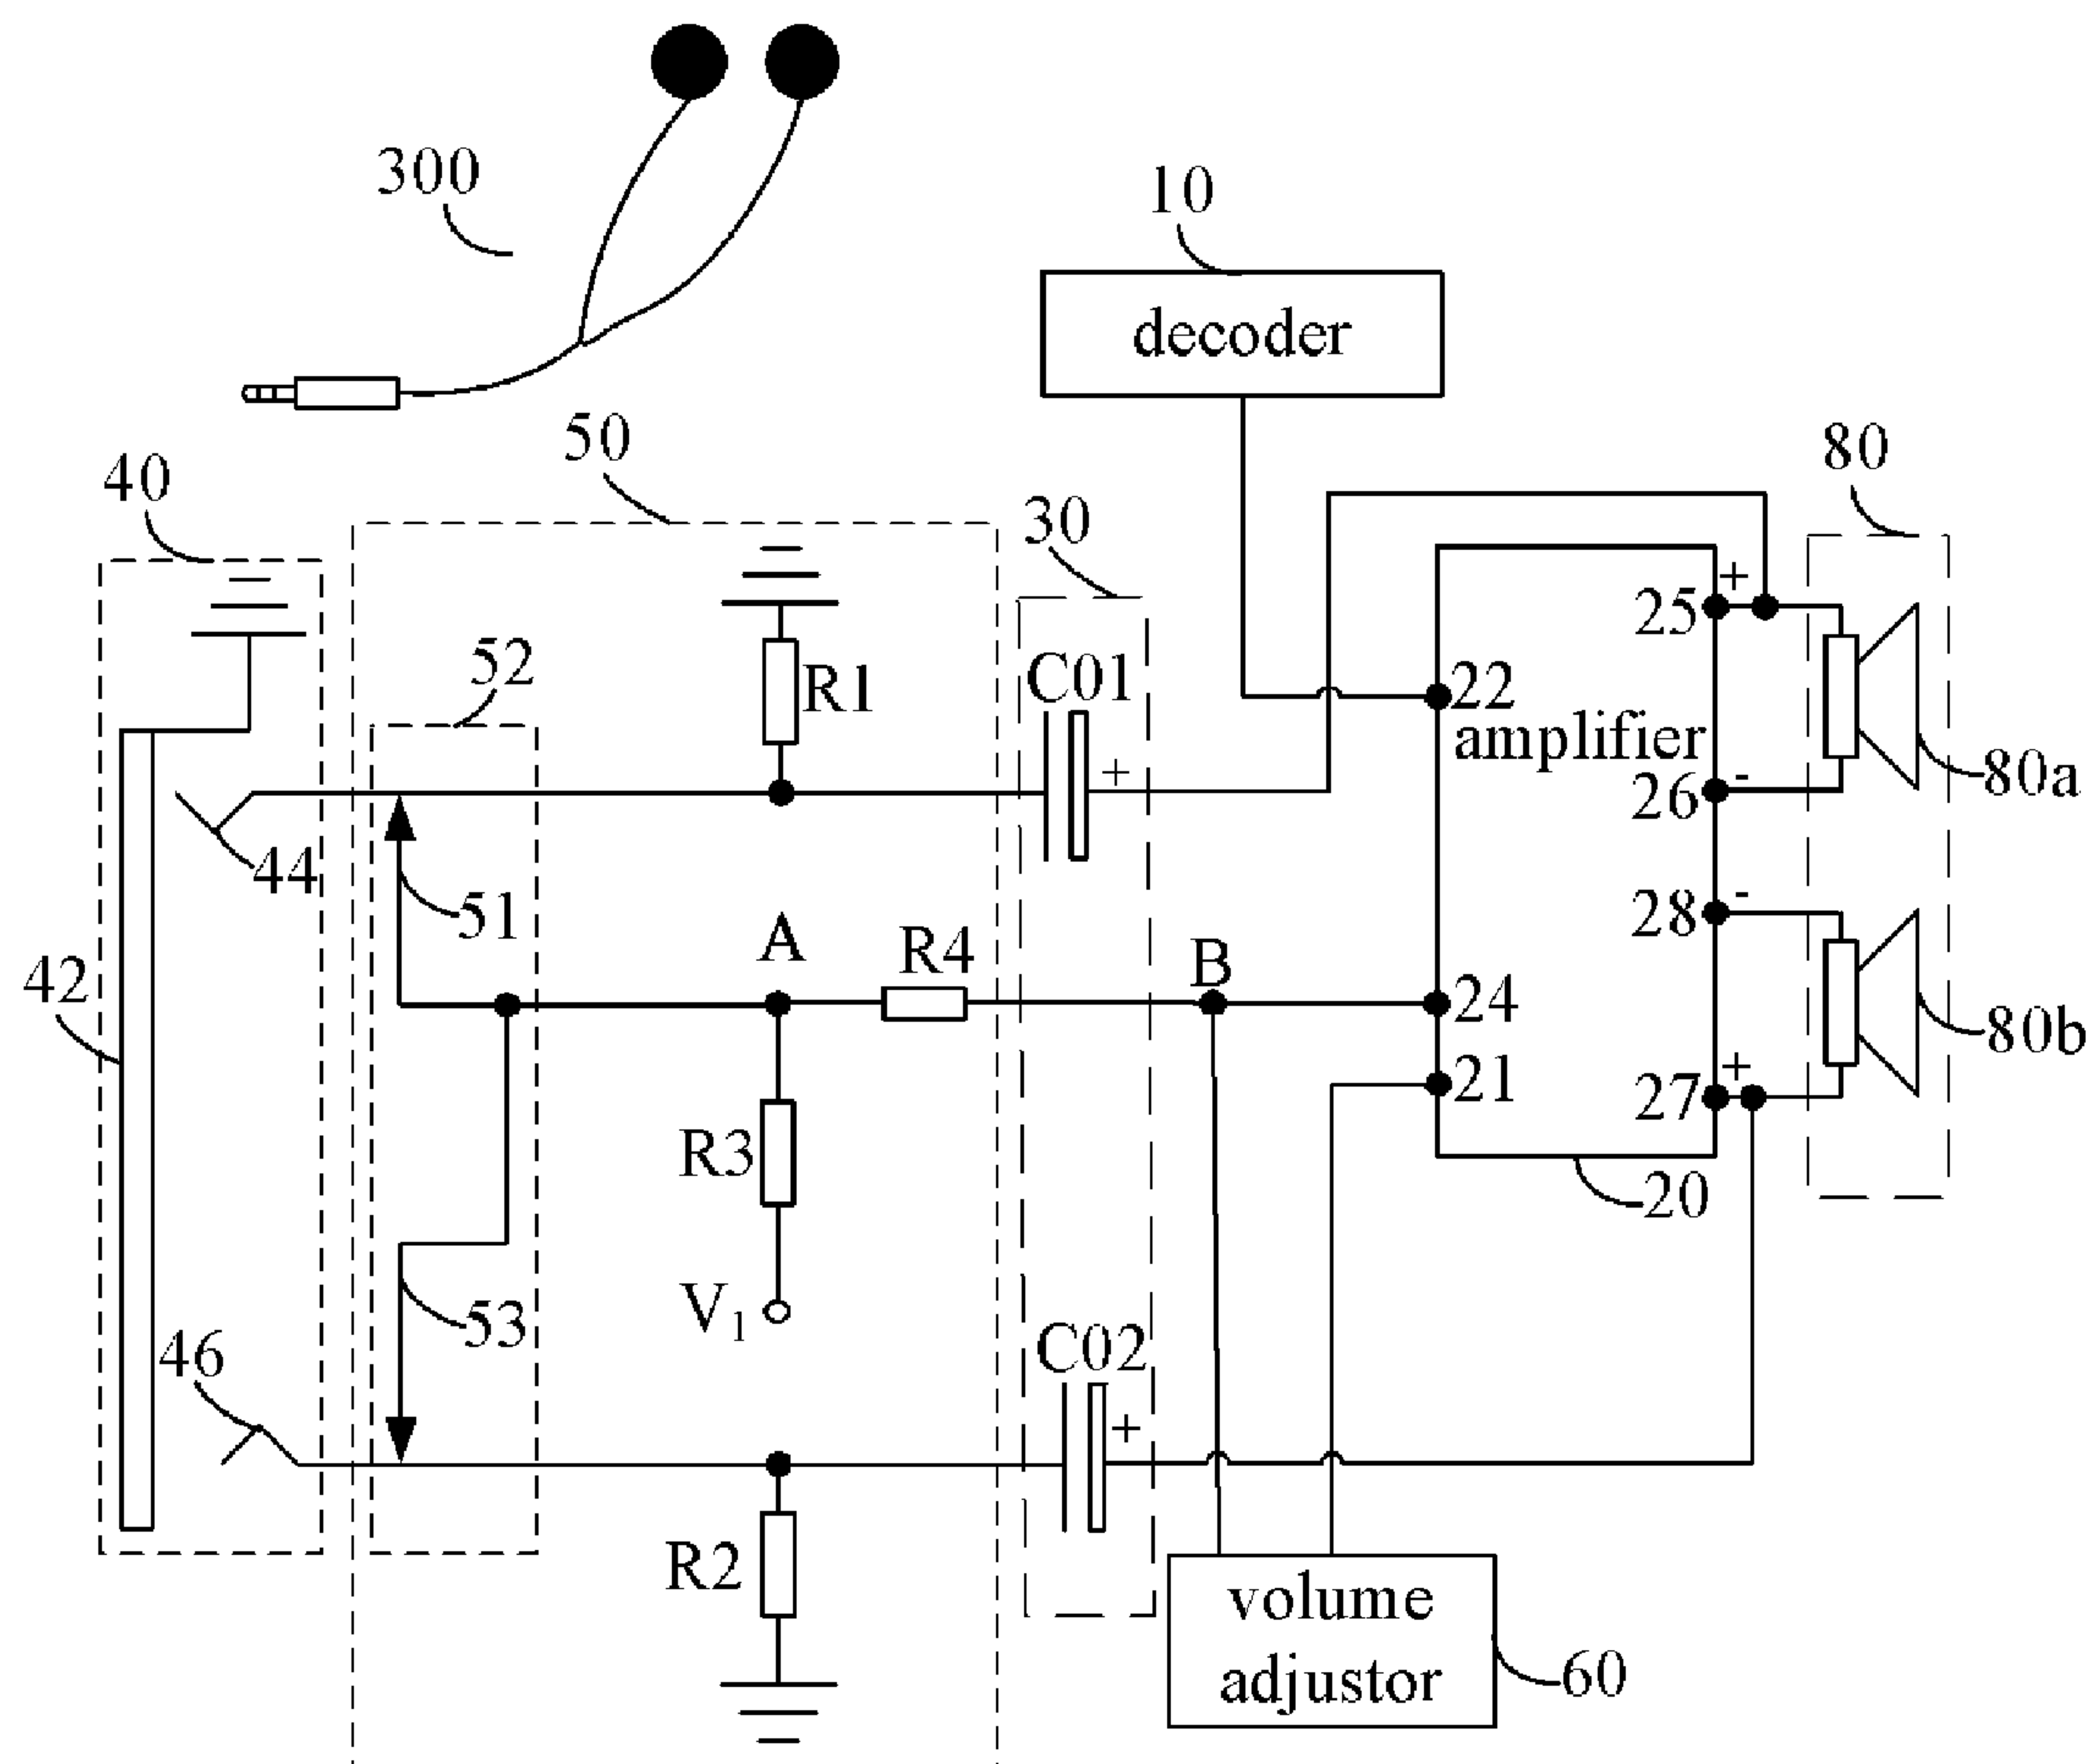 300
10
decoder
50
40
80
30
52
R1
C01
25
+
22
amplifier
+
26
-
80a
44
51
A
R4
B
28
-
42
24
80b
21
27
+
R3
20
V1
53
46
C02
+
R2
volume
adjustor
60